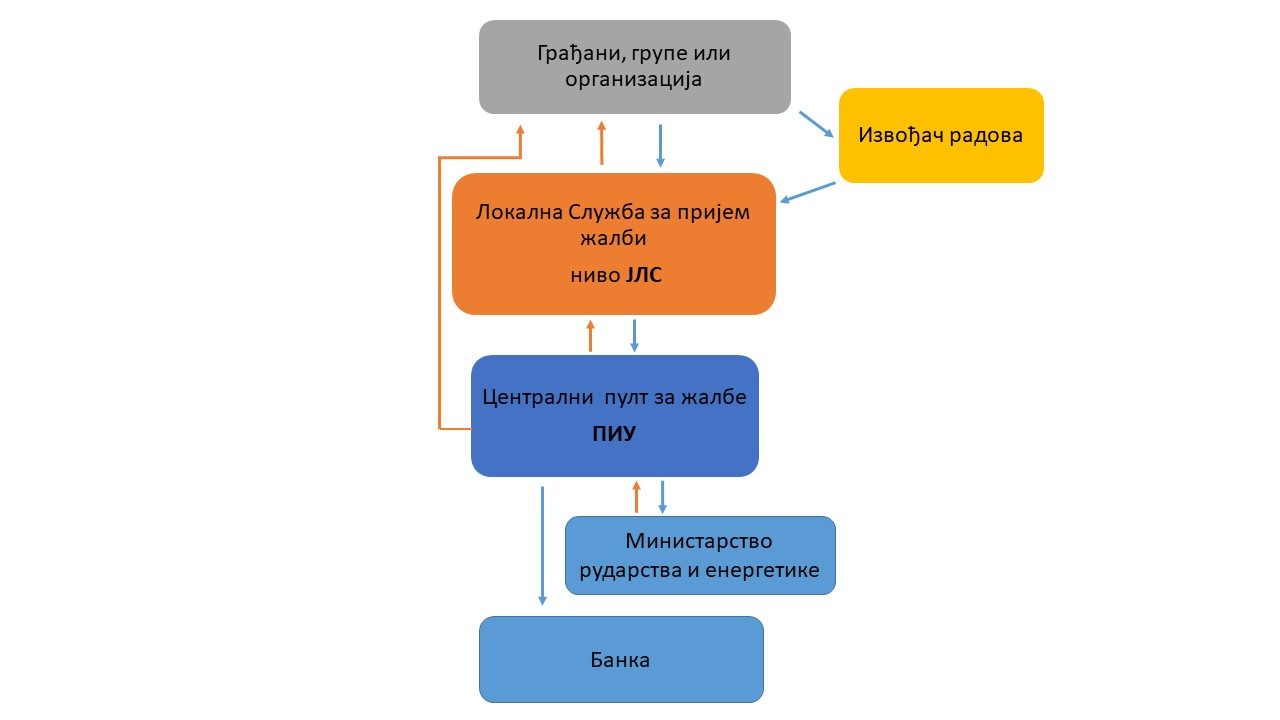 Грађани, групе или
организација
Извођач радова
Локална Служба за пријем
жалби
ниво ЈЛС
Централни  пулт за жалбе
ПИУ
Министарство
рударства и енергетике
Банка